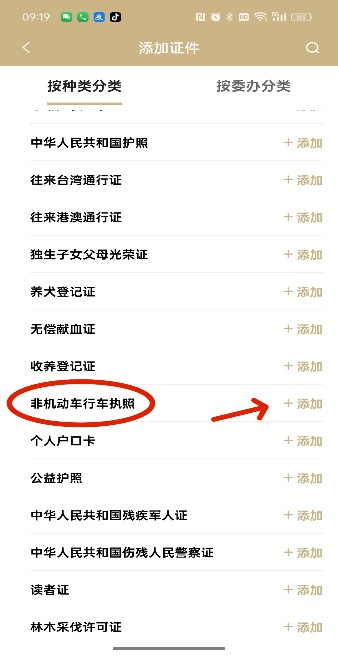 09:19
添加证件
按种类分类
按委办分类
中华人民共和国护照 + 添加
往来台湾通行证 + 添加
往来港澳通行证 + 添加
独生子女父母光荣证 + 添加
养犬登记证 + 添加
无偿献血证 + 添加
收养登记证 + 添加
非机动车行车执照 + 添加
个人户口卡 + 添加
公益护照 + 添加
中华人民共和国残疾军人证 + 添加
中华人民共和国伤残人民警察证 + 添加
读者证 + 添加
林木采伐许可证 + 添加